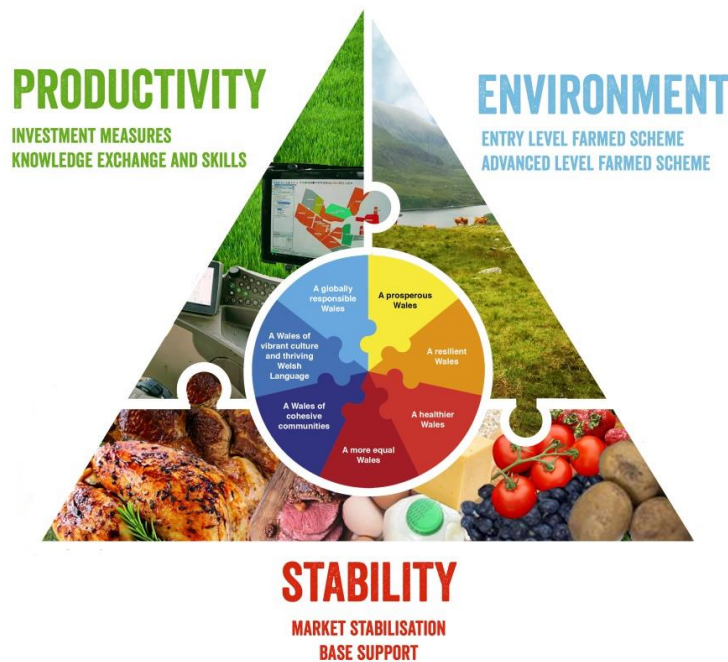 PRODUCTIVITY
INVESTMENT MEASURES
KNOWLEDGE EXCHANGE AND SKILLS
ENVIRONMENT
ENTRY LEVEL FARMED SCHEME
ADVANCED LEVEL FARMED SCHEME
A globally
responsible
Wales
A prosperous
Wales
A Wales of
vibrant culture
and thriving
Welsh
Language
A resilient
Wales
A Wales of
cohesive
communities
A healthier
Wales
A more equal
Wales
STABILITY
MARKET STABILISATION
BASE SUPPORT